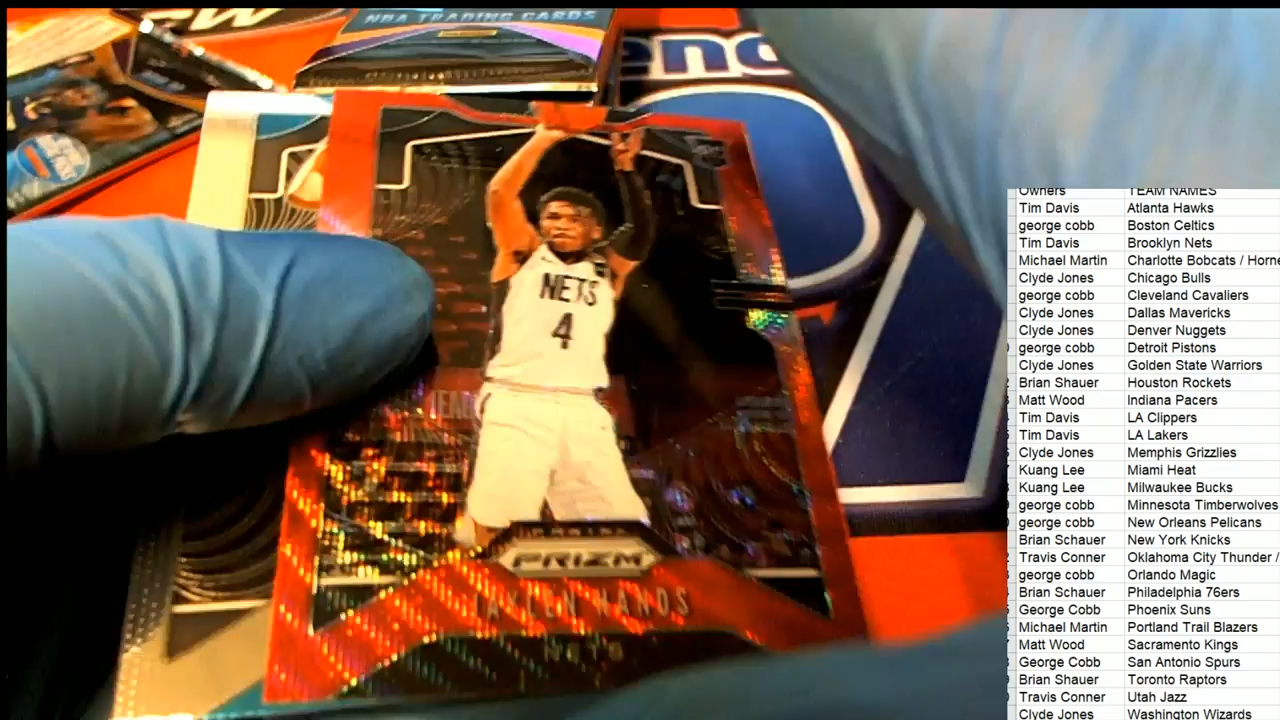 NBA TRADING CARDS
end
NETS
4
PRIZM
JAYLEN HANDS
NETS
Owners TEAM NAMES
Tim Davis Atlanta Hawks
george cobb Boston Celtics
Tim Davis Brooklyn Nets
Michael Martin Charlotte Bobcats / Horne
Clyde Jones Chicago Bulls
george cobb Cleveland Cavaliers
Clyde Jones Dallas Mavericks
Clyde Jones Denver Nuggets
george cobb Detroit Pistons
Clyde Jones Golden State Warriors
Brian Shauer Houston Rockets
Matt Wood Indiana Pacers
Tim Davis LA Clippers
Tim Davis LA Lakers
Clyde Jones Memphis Grizzlies
Kuang Lee Miami Heat
Kuang Lee Milwaukee Bucks
george cobb Minnesota Timberwolves
george cobb New Orleans Pelicans
Brian Schauer New York Knicks
Travis Conner Oklahoma City Thunder /
george cobb Orlando Magic
Brian Schauer Philadelphia 76ers
George Cobb Phoenix Suns
Michael Martin Portland Trail Blazers
Matt Wood Sacramento Kings
George Cobb San Antonio Spurs
Brian Shauer Toronto Raptors
Travis Conner Utah Jazz
Clyde Jones Washington Wizards